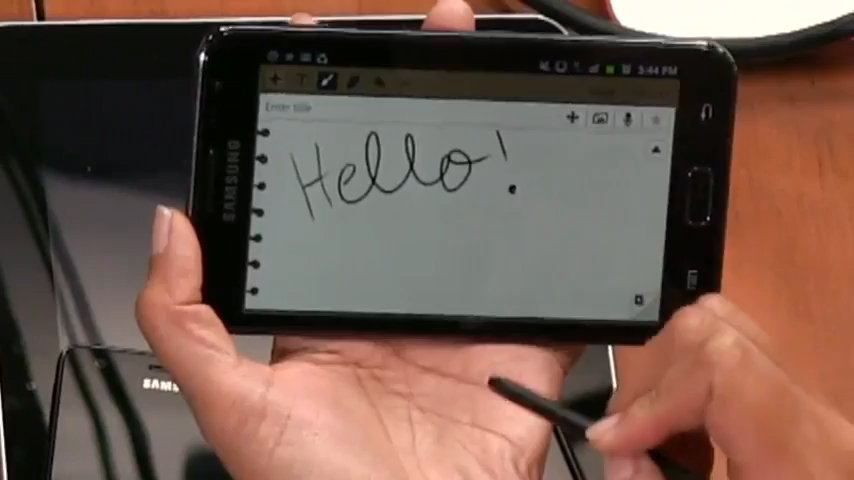 3:44 PM
T
Enter title
Hello!
SAMSUNG
SAMSUNG